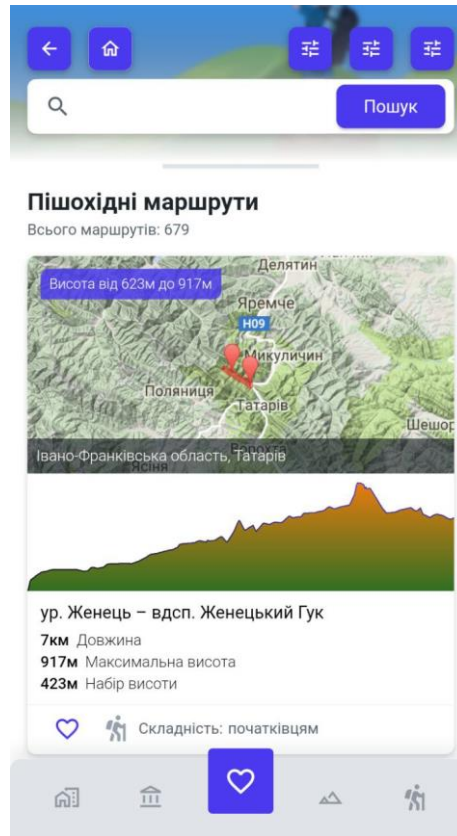 Пошук
Пішохідні маршрути
Всього маршрутів: 679
Висота від 623м до 917м
Делятин
Яремче
H09
Микуличин
Поляниця
Татарів
Шешор
Ворохта
Івано-Франківська область, Татарів
Ясіня
ур. Женець – вдсп. Женецький Гук
7км Довжина
917м Максимальна висота
423м Набір висоти
Складність: початківцям